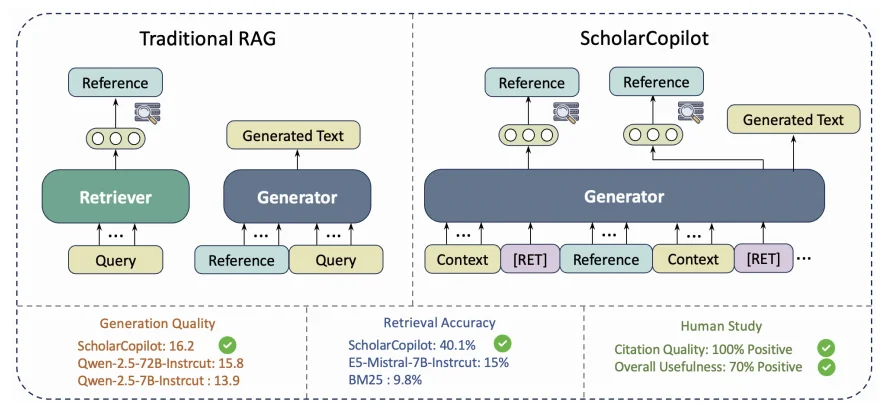 Traditional RAG
Reference
Retriever
...
Query
Generated Text
Generator
... ...
Reference Query
ScholarCopilot
Reference Reference
Generated Text
Generator
... ... ...
Context [RET] Reference Context [RET] ...
Generation Quality
ScholarCopilot: 16.2
Qwen-2.5-72B-Instrcut: 15.8
Qwen-2.5-7B-Instrcut : 13.9
Retrieval Accuracy
ScholarCopilot: 40.1%
E5-Mistral-7B-Instrcut: 15%
BM25 : 9.8%
Human Study
Citation Quality: 100% Positive
Overall Usefulness: 70% Positive